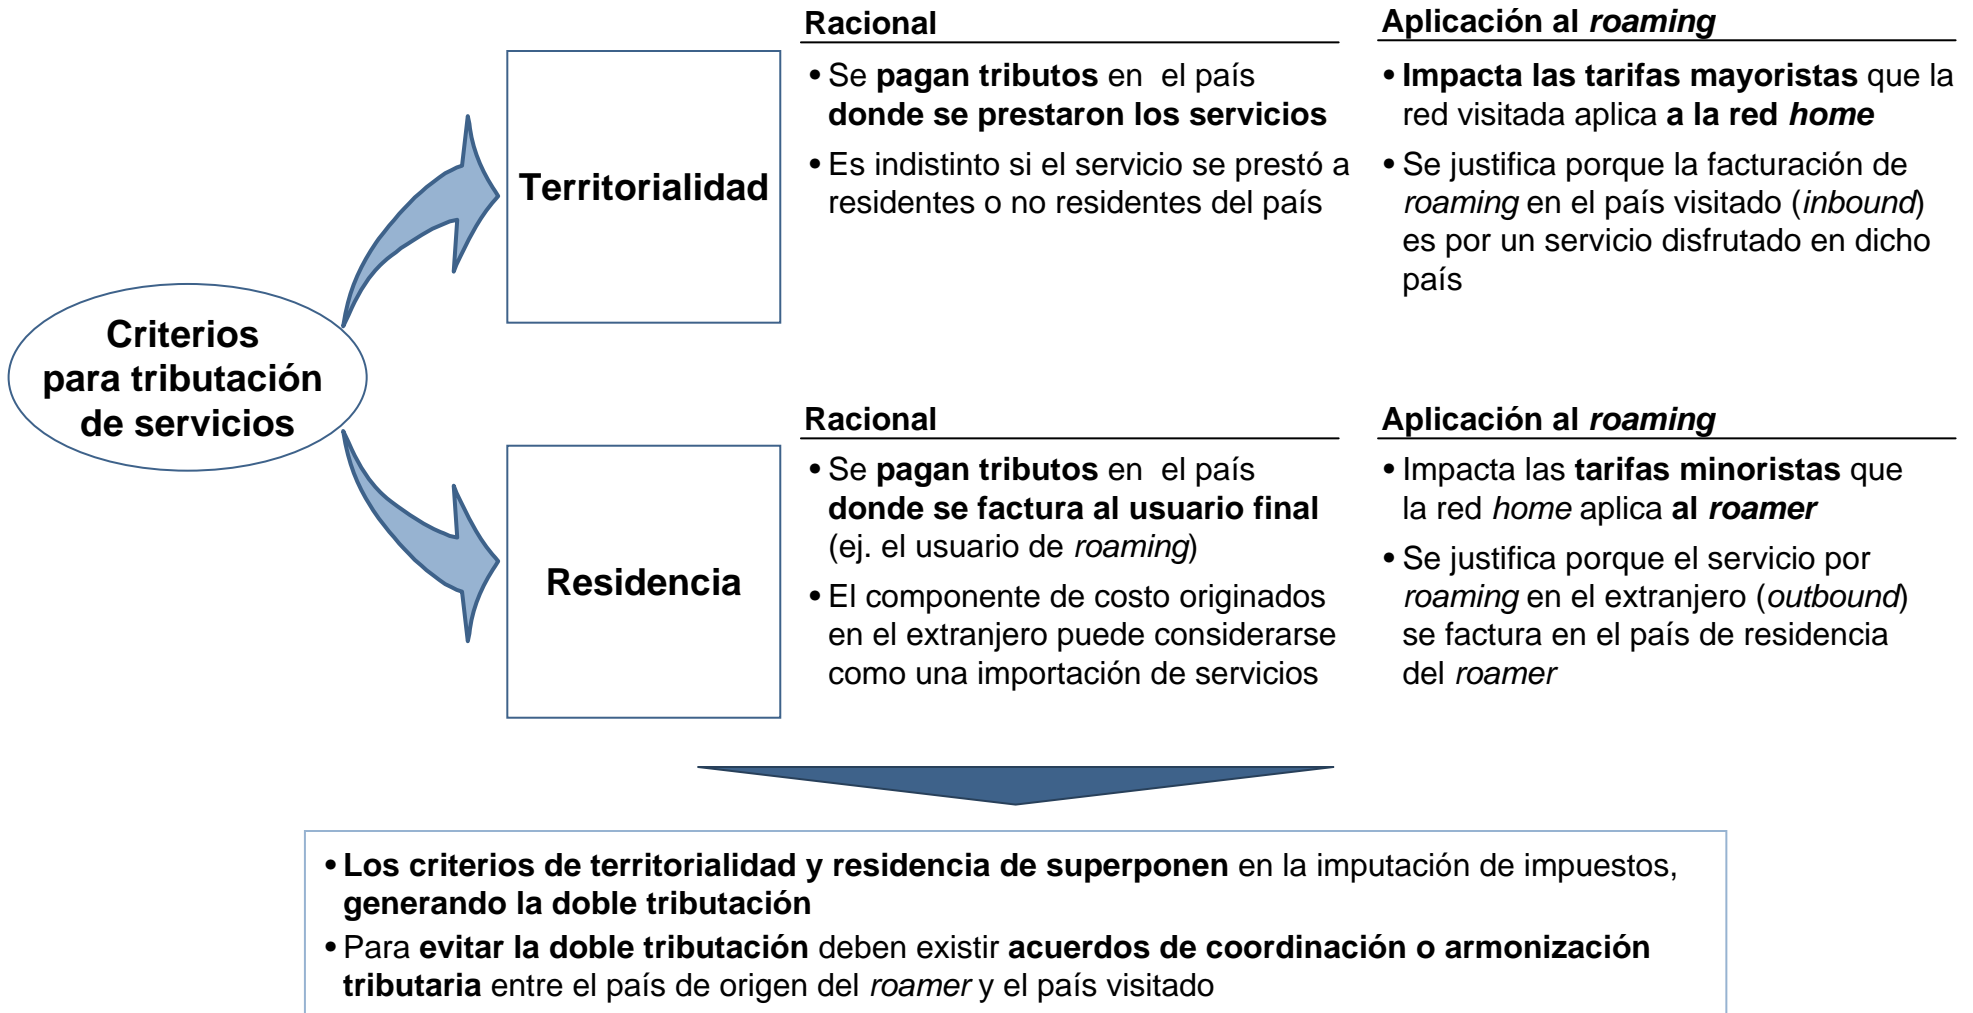 Criterios
para tributación
de servicios
Territorialidad
Racional
• Se pagan tributos en el país
donde se prestaron los servicios
• Es indistinto si el servicio se prestó a
residentes o no residentes del país
Aplicación al roaming
• Impacta las tarifas mayoristas que la
red visitada aplica a la red home
• Se justifica porque la facturación de
roaming en el país visitado (inbound)
es por un servicio disfrutado en dicho
país
Residencia
Racional
• Se pagan tributos en el país
donde se factura al usuario final
(ej. el usuario de roaming)
• El componente de costo originados
en el extranjero puede considerarse
como una importación de servicios
Aplicación al roaming
• Impacta las tarifas minoristas que
la red home aplica al roamer
• Se justifica porque el servicio por
roaming en el extranjero (outbound)
se factura en el país de residencia
del roamer
• Los criterios de territorialidad y residencia de superponen en la imputación de impuestos,
generando la doble tributación
• Para evitar la doble tributación deben existir acuerdos de coordinación o armonización
tributaria entre el país de origen del roamer y el país visitado